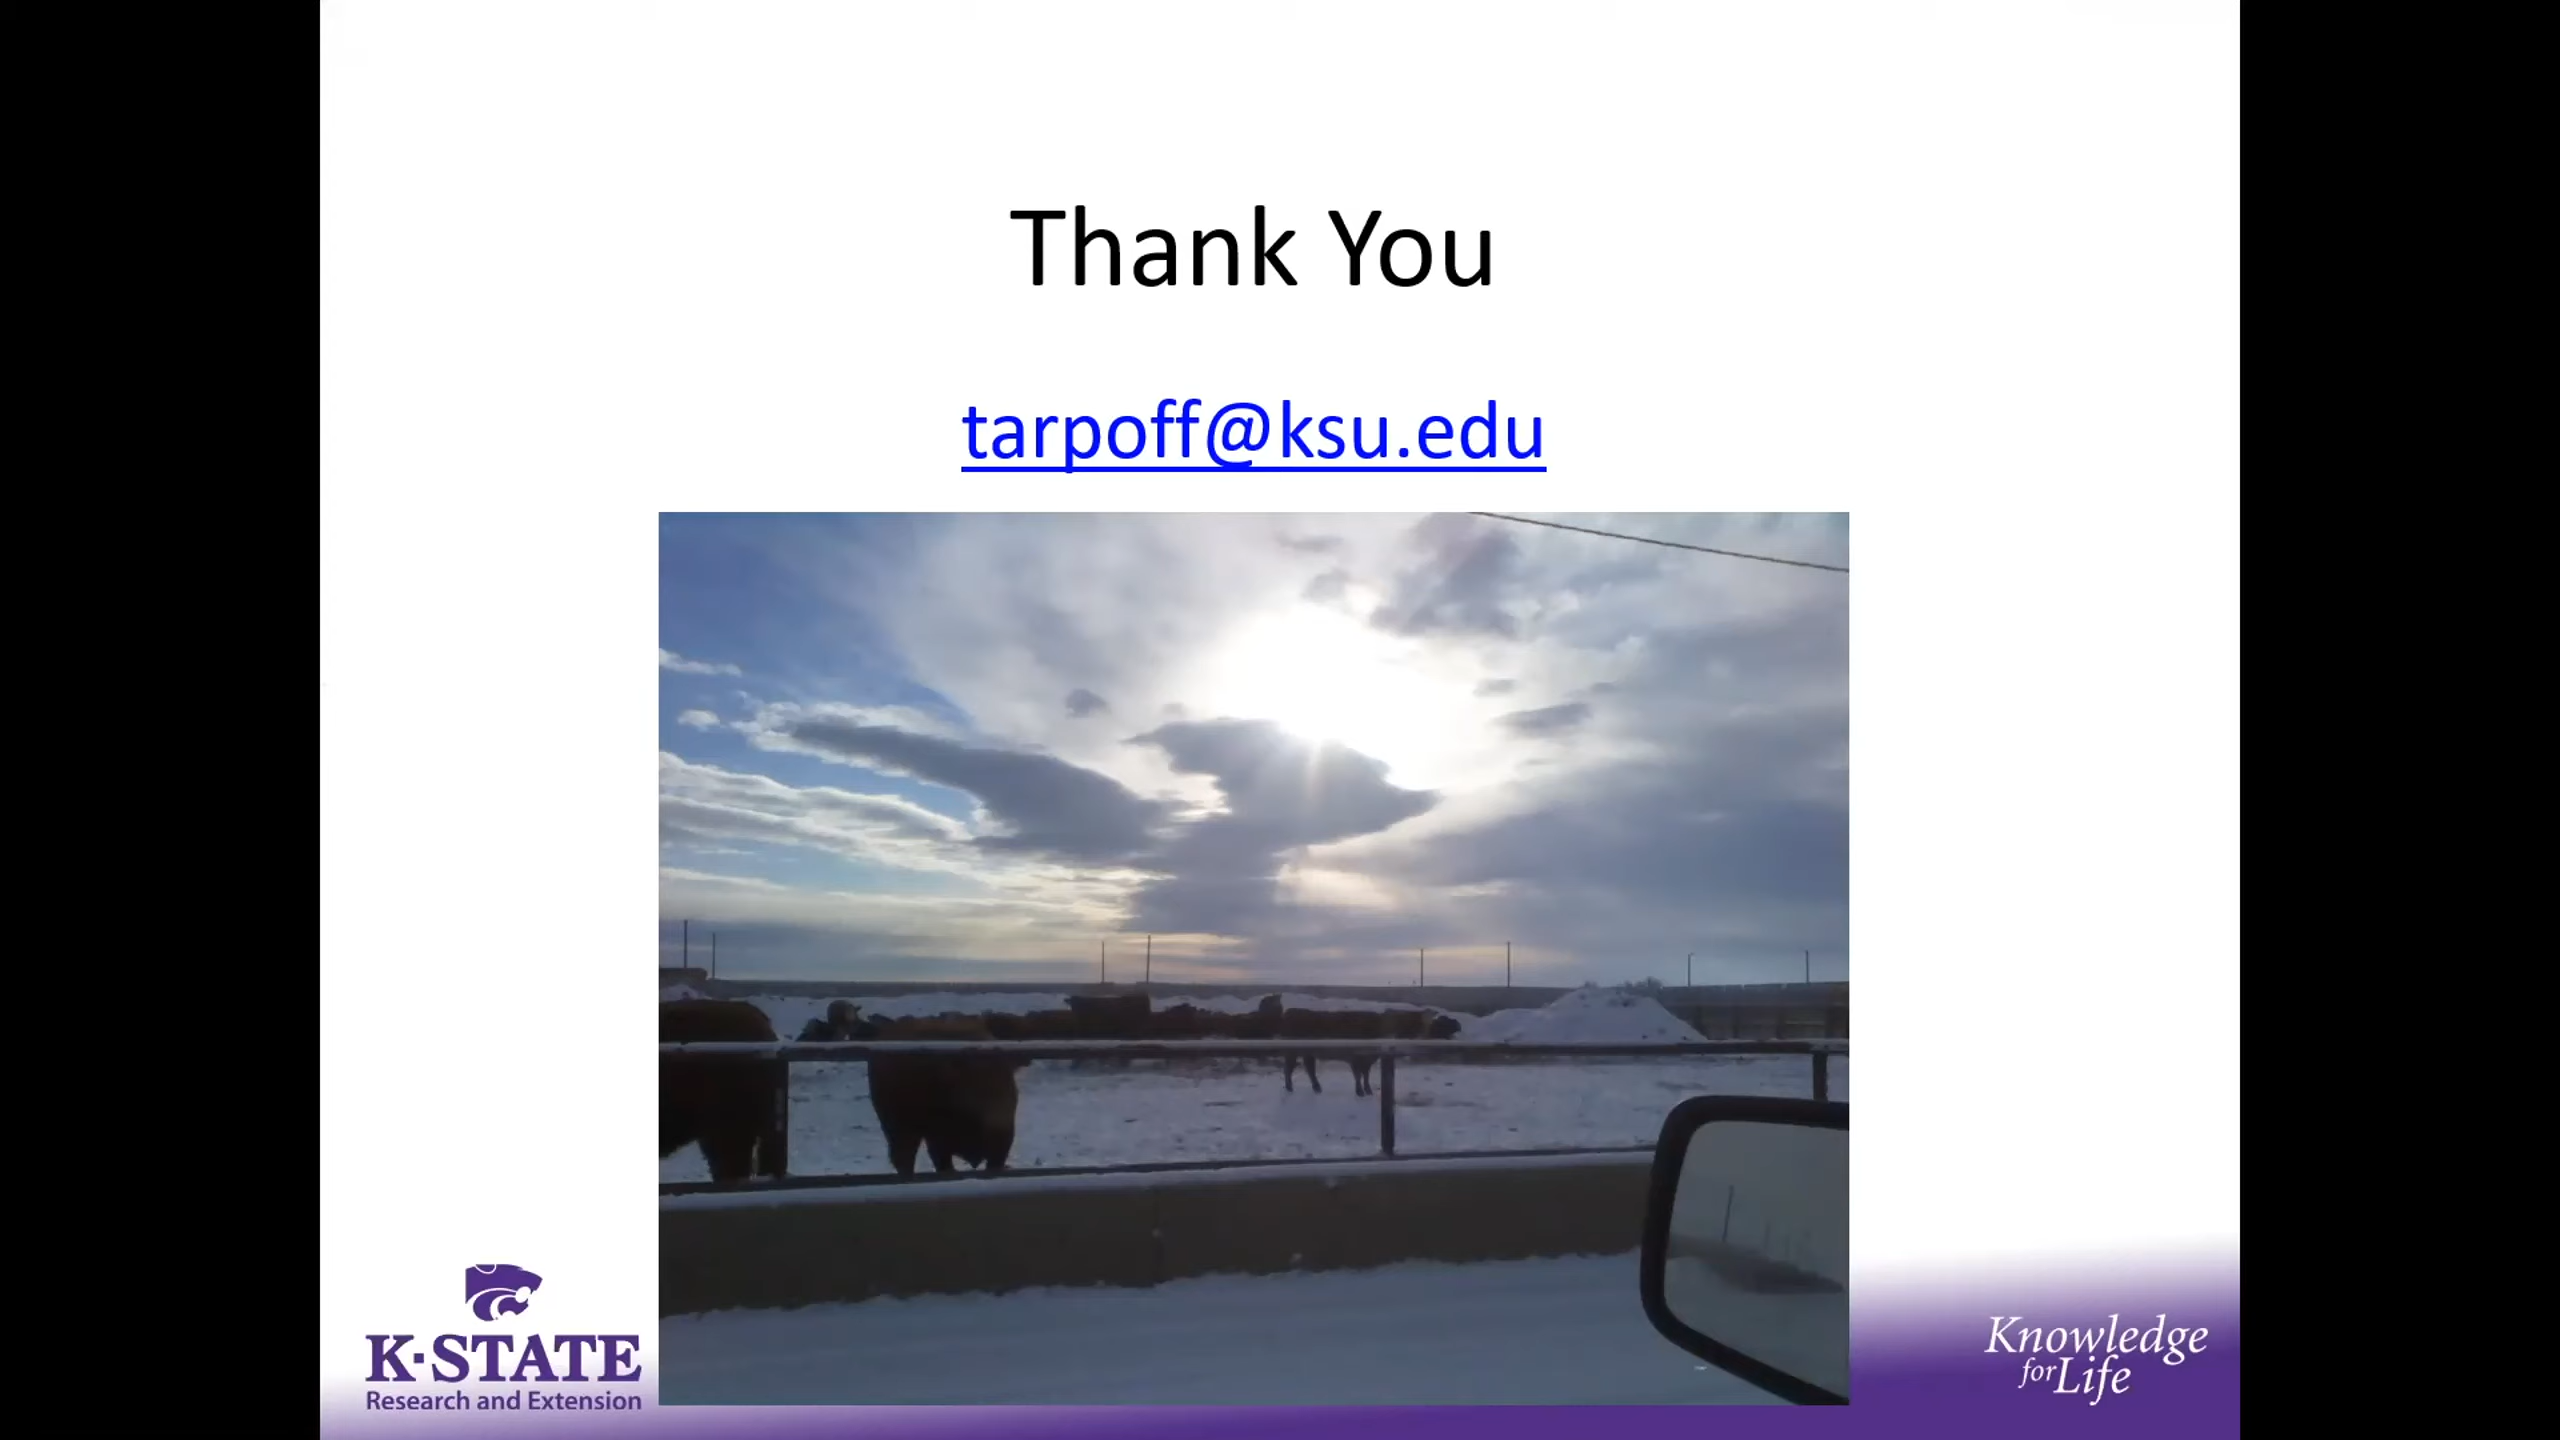 Thank You
tarpoff@ksu.edu
K·STATE
Research and Extension
Knowledge
for Life